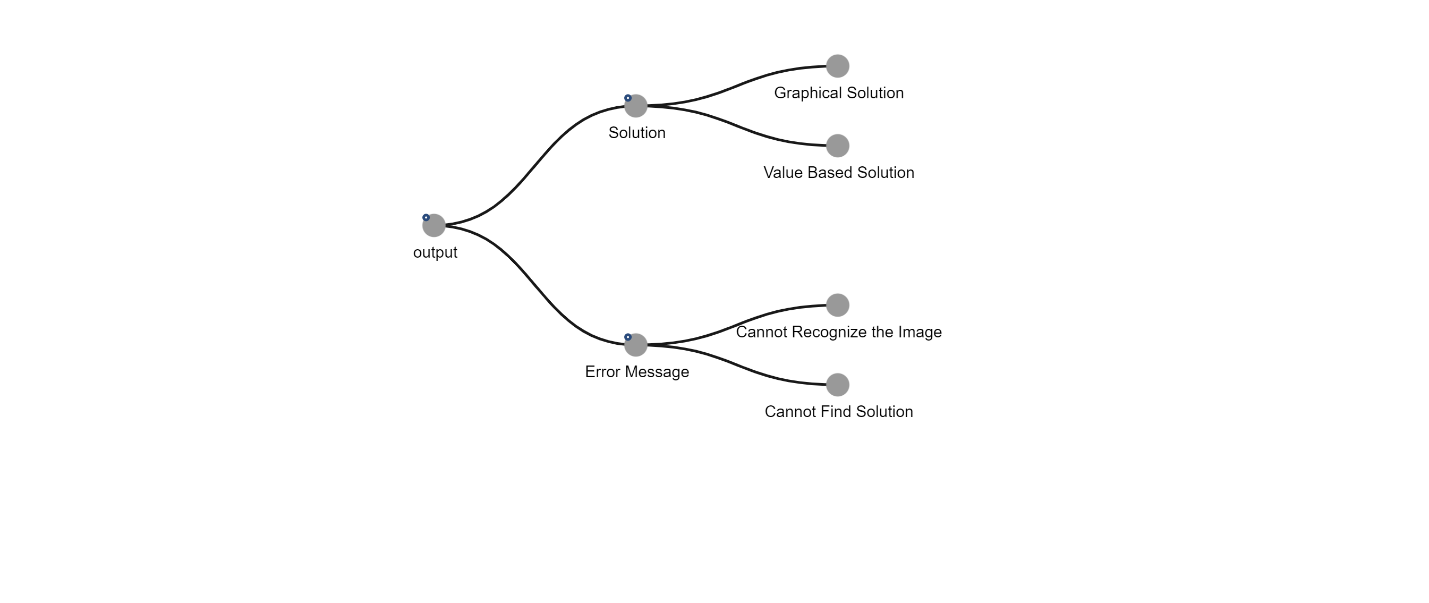 Graphical Solution
Solution
Value Based Solution
output
Cannot Recognize the Image
Error Message
Cannot Find Solution